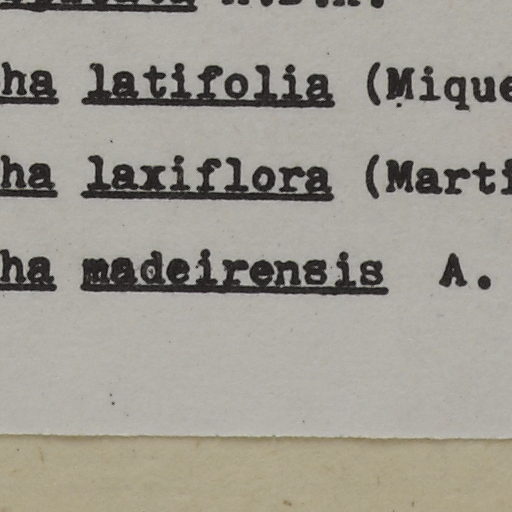 ha latifolia (Mique
ha laxiflora (Marti
ha madeirensis A.